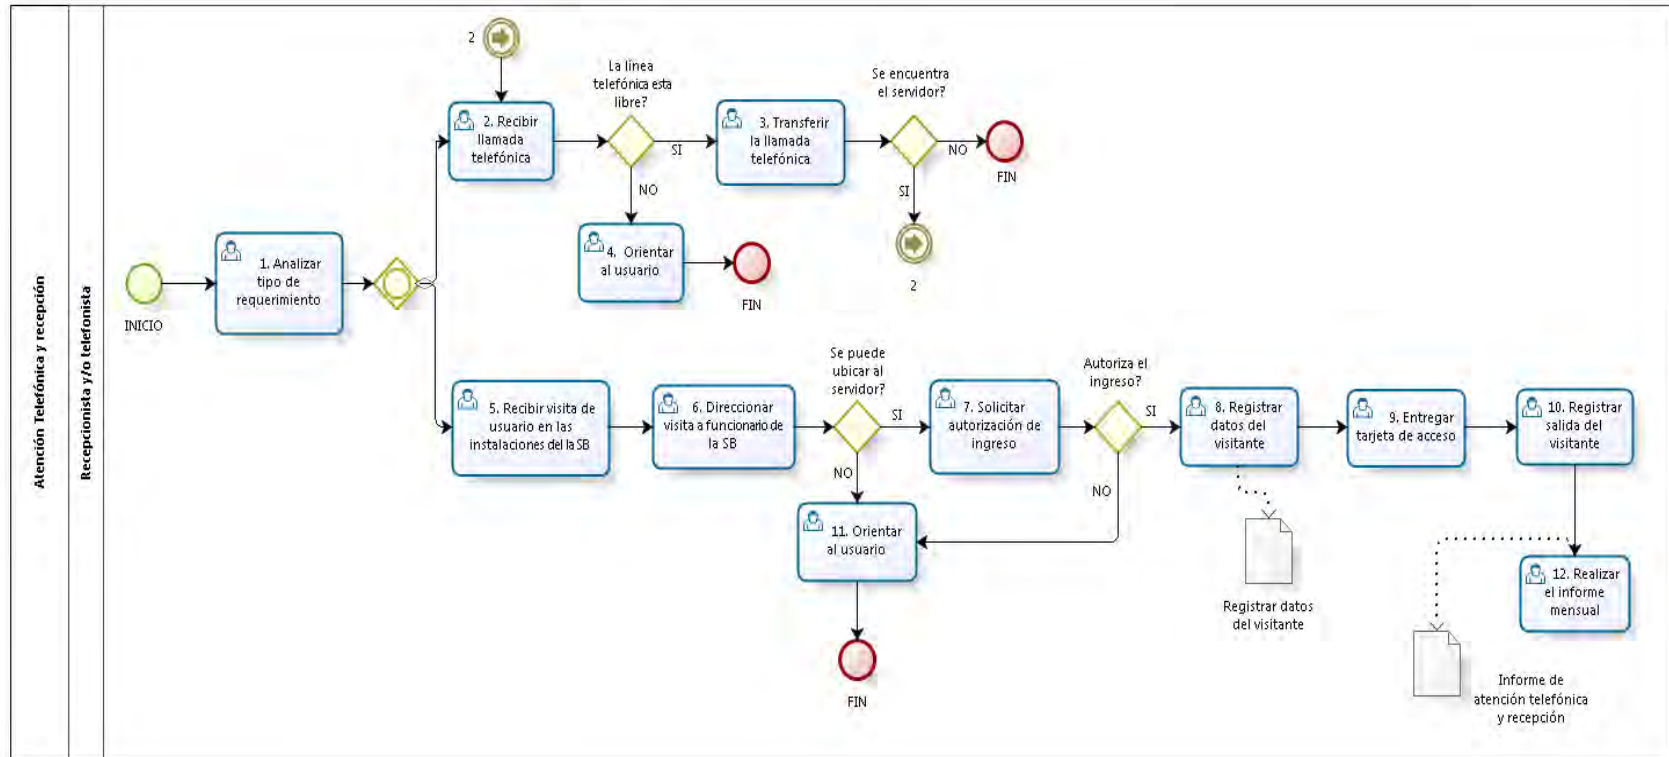 Atención Telefónica y recepción
Recepcionista y/o telefonista
INICIO
1. Analizar
tipo de
requerimiento
2
2. Recibir
llamada
telefónica
La línea
telefónica esta
libre?
SI
NO
3. Transferir
la llamada
telefónica
Se encuentra
el servidor?
NO
FIN
SI
2
4. Orientar
al usuario
FIN
5. Recibir visita de
usuario en las
instalaciones del la SB
6. Direccionar
visita a funcionario de
la SB
Se puede
ubicar al
servidor?
SI
NO
7. Solicitar
autorización de
ingreso
Autoriza el
ingreso?
SI
NO
8. Registrar
datos del
visitante
9. Entregar
tarjeta de acceso
10. Registrar
salida del
visitante
11. Orientar
al usuario
FIN
Registrar datos
del visitante
12. Realizar
el informe
mensual
Informe de
atención telefónica
y recepción